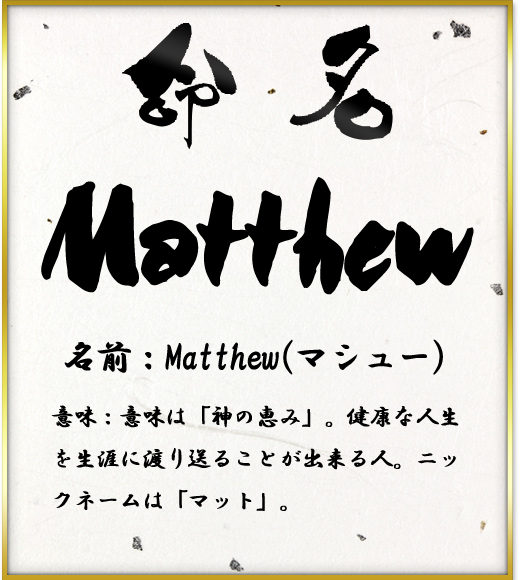 命名
Matthew
名前：Matthew(マシュー)
意味：意味は「神の恵み」。健康な人生
を生涯に渡り送ることが出来る人。ニッ
クネームは「マット」。